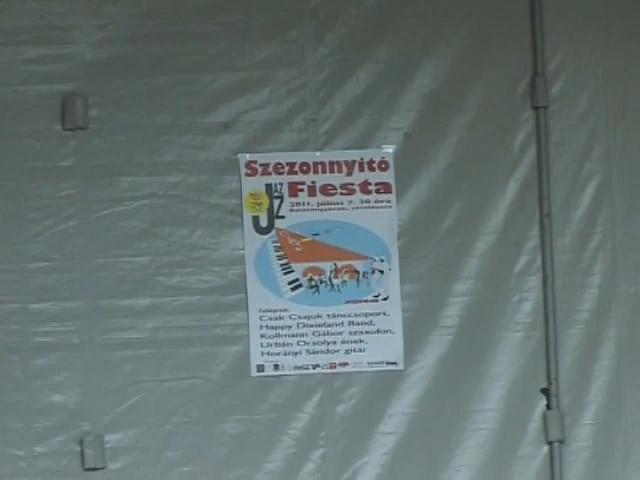 Szezonnyitó
JAZZ Fiesta
2011. július 7. 20 óra
Fellépnek:
Csak Csajok tánccsoport,
Happy Dixieland Band,
Kollmann Gábor szaxofon,
Urbán Orsolya ének,
Horányi Sándor gitár